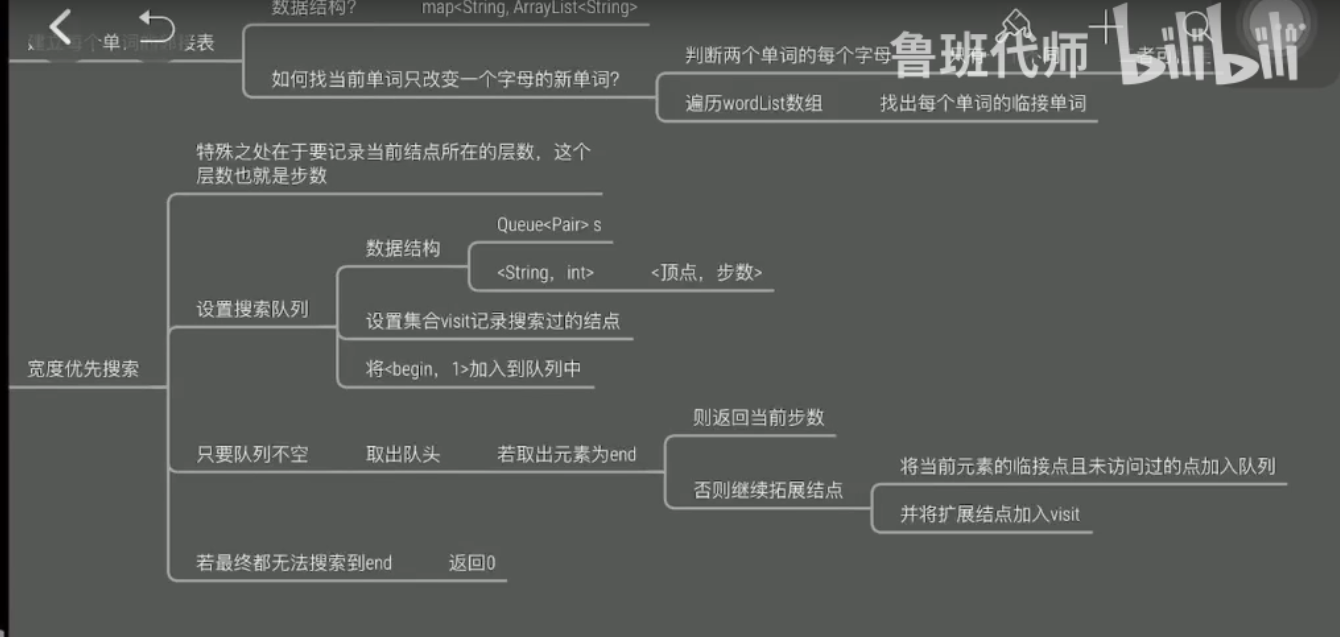 数据结构? map<String, ArrayList<String>
建立每个单词的邻接表
如何找当前单词只改变一个字母的新单词?
判断两个单词的每个字母
鲁班代师
bilibili
遍历wordList数组 找出每个单词的临接单词
特殊之处在于要记录当前结点所在的层数，这个
层数也就是步数
Queue<Pair> s
数据结构
<String，int> <顶点，步数>
设置搜索队列
设置集合visit记录搜索过的结点
宽度优先搜索
将<begin，1>加入到队列中
则返回当前步数
只要队列不空 取出队头 若取出元素为end
将当前元素的临接点且未访问过的点加入队列
否则继续拓展结点
并将扩展结点加入visit
若最终都无法搜索到end 返回0